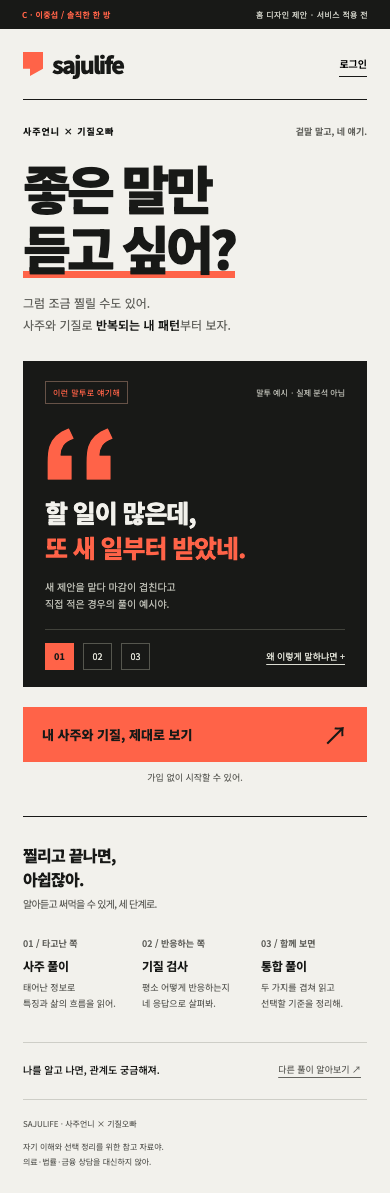 C · 이중섭 / 솔직한 한 방
홈 디자인 제안 · 서비스 적용 전
sajulife
로그인
사주언니 × 기질오빠
겉말 말고, 네 얘기.
좋은 말만
듣고 싶어?
그럼 조금 찔릴 수도 있어.
사주와 기질로 반복되는 내 패턴부터 보자.
이런 말투로 얘기해
말투 예시 · 실제 분석 아님
“
할 일이 많은데,
또 새 일부터 받았네.
새 제안을 맡다 마감이 겹친다고
직접 적은 경우의 풀이 예시야.
01
02
03
왜 이렇게 말하냐면 +
내 사주와 기질, 제대로 보기 ↗
가입 없이 시작할 수 있어.
찔리고 끝나면,
아쉽잖아.
알아듣고 써먹을 수 있게, 세 단계로.
01 / 타고난 쪽
사주 풀이
태어난 정보로
특징과 삶의 흐름을 읽어.
02 / 반응하는 쪽
기질 검사
평소 어떻게 반응하는지
네 응답으로 살펴봐.
03 / 함께 보면
통합 풀이
두 가지를 겹쳐 읽고
선택할 기준을 정리해.
나를 알고 나면, 관계도 궁금해져.
다른 풀이 알아보기 ↗
SAJULIFE · 사주언니 × 기질오빠
자기 이해와 선택 정리를 위한 참고 자료야.
의료·법률·금융 상담을 대신하지 않아.